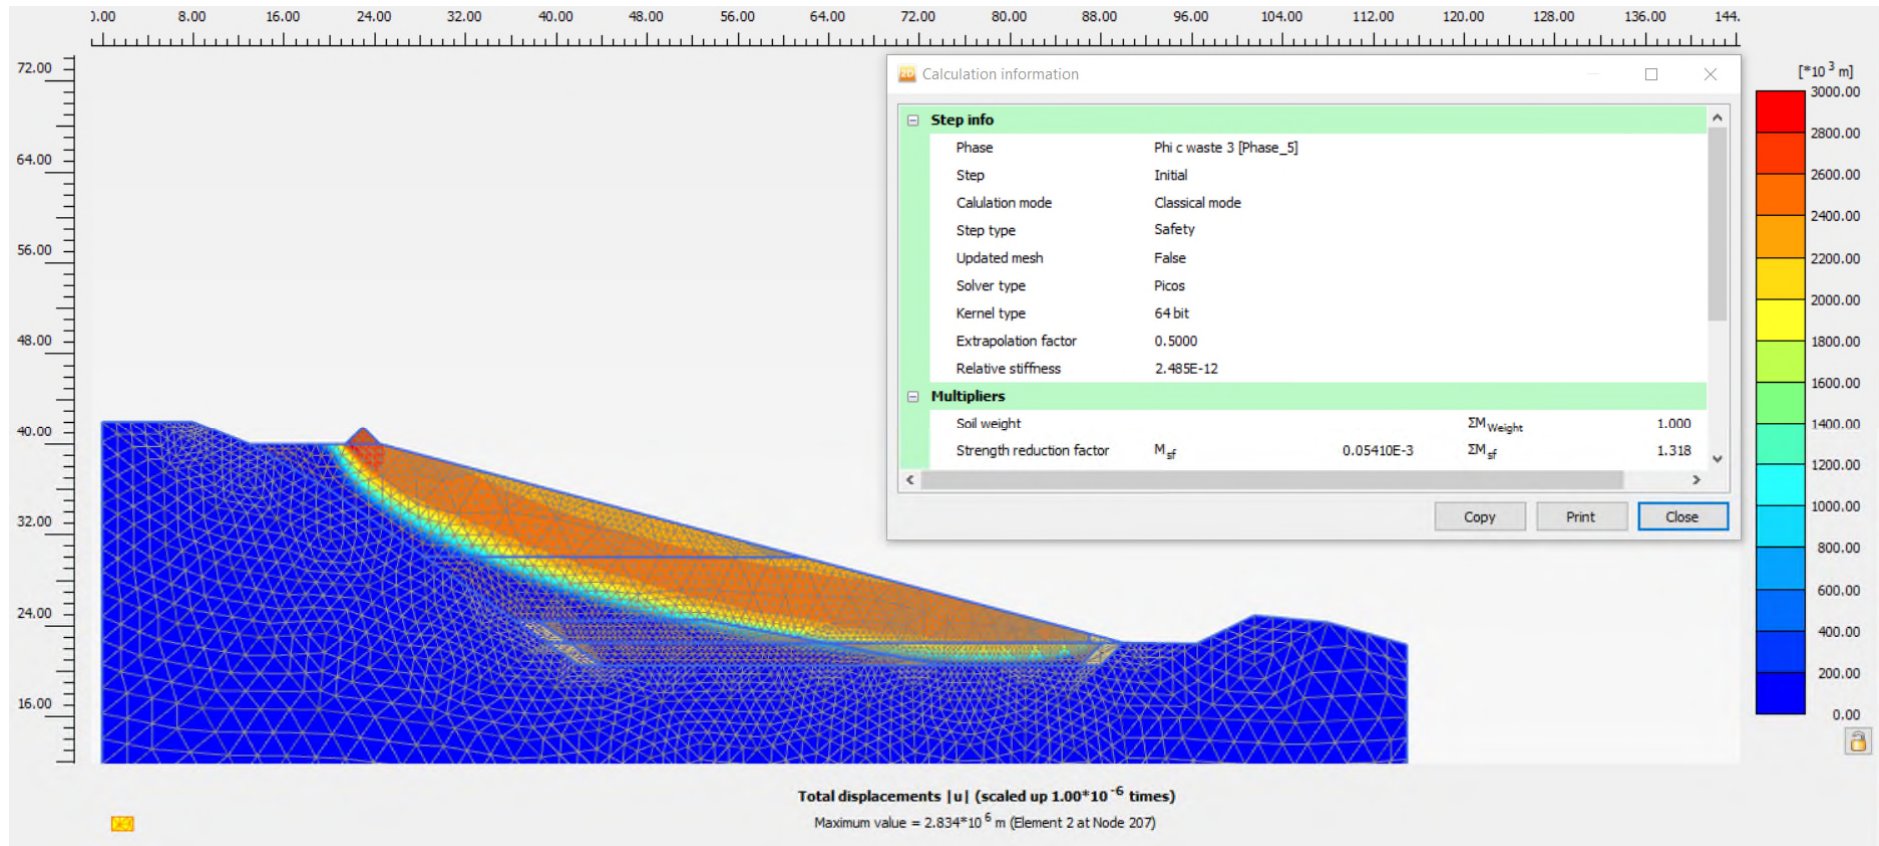 0.00 8.00 16.00 24.00 32.00 40.00 48.00 56.00 64.00 72.00 80.00 88.00 96.00 104.00 112.00 120.00 128.00 136.00 144.
72.00
64.00
56.00
48.00
40.00
32.00
24.00
16.00
2D Calculation information
Step info
Phase Phi c waste 3 [Phase_5]
Step Initial
Calulation mode Classical mode
Step type Safety
Updated mesh False
Solver type Picos
Kernel type 64 bit
Extrapolation factor 0.5000
Relative stiffness 2.485E-12
Multipliers
Soil weight ΣM Weight 1.000
Strength reduction factor M sf 0.05410E-3 ΣM sf 1.318
Copy Print Close
[*10 3 m]
3000.00
2800.00
2600.00
2400.00
2200.00
2000.00
1800.00
1600.00
1400.00
1200.00
1000.00
800.00
600.00
400.00
200.00
0.00
Total displacements |u| (scaled up 1.00*10 -6 times)
Maximum value = 2.834*10 6 m (Element 2 at Node 207)